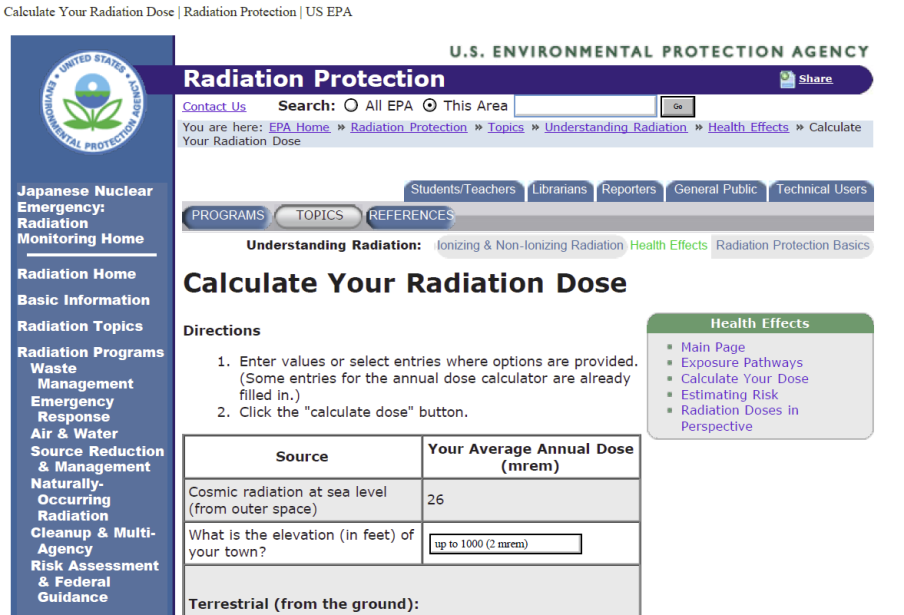 Calculate Your Radiation Dose | Radiation Protection | US EPA
U.S. ENVIRONMENTAL PROTECTION AGENCY
UNITED STATES
ENVIRONMENTAL PROTECTION AGENCY
Radiation Protection
Share
Contact Us Search: All EPA This Area Go
You are here: EPA Home » Radiation Protection » Topics » Understanding Radiation » Health Effects » Calculate
Your Radiation Dose
Students/Teachers Librarians Reporters General Public Technical Users
PROGRAMS TOPICS REFERENCES
Understanding Radiation: Ionizing & Non-Ionizing Radiation Health Effects Radiation Protection Basics
Japanese Nuclear
Emergency:
Radiation
Monitoring Home
Radiation Home
Basic Information
Radiation Topics
Radiation Programs
Waste
Management
Emergency
Response
Air & Water
Source Reduction
& Management
Naturally-
Occurring
Radiation
Cleanup & Multi-
Agency
Risk Assessment
& Federal
Guidance
Calculate Your Radiation Dose
Directions
1. Enter values or select entries where options are provided.
(Some entries for the annual dose calculator are already
filled in.)
2. Click the "calculate dose" button.
Health Effects
Main Page
Exposure Pathways
Calculate Your Dose
Estimating Risk
Radiation Doses in
Perspective
Source
Your Average Annual Dose
(mrem)
Cosmic radiation at sea level
(from outer space)
26
What is the elevation (in feet) of
your town?
up to 1000 (2 mrem)
Terrestrial (from the ground):